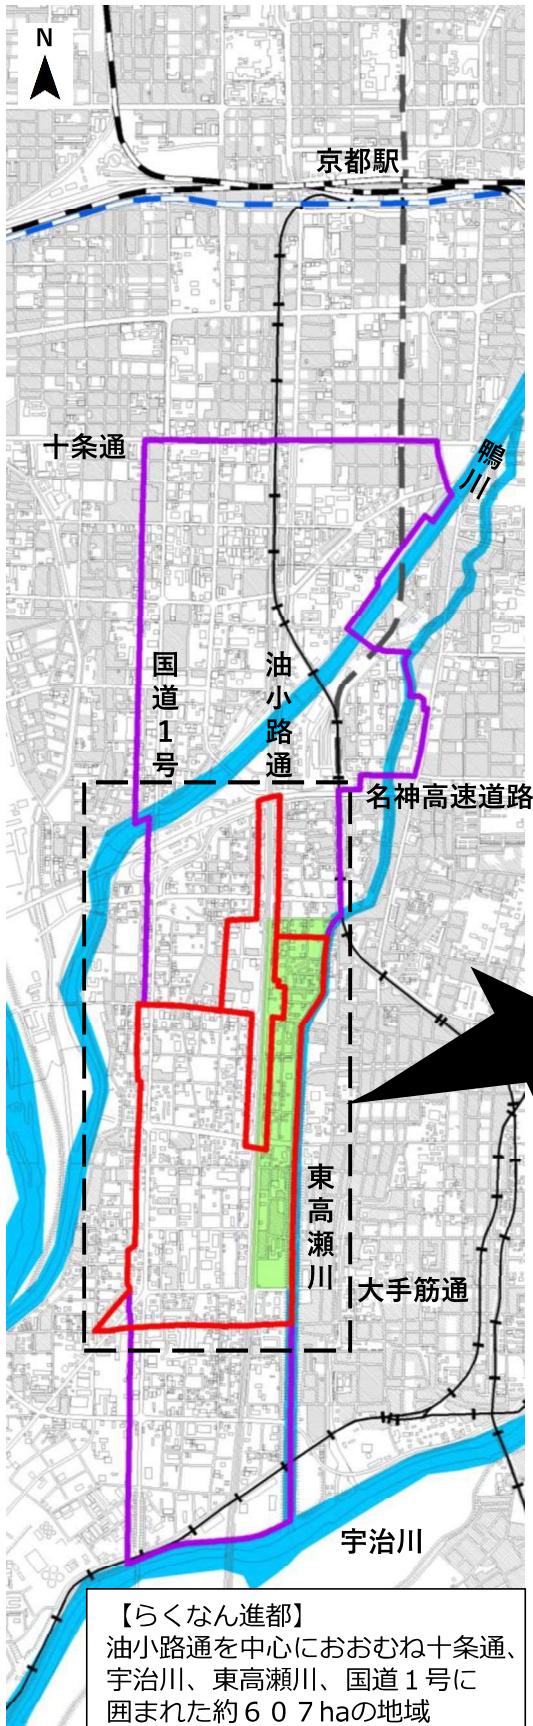 N
京都駅
十条通
鴨川
国道1号
油小路通
名神高速道路
東高瀬川
大手筋通
宇治川
【らくなん進都】
油小路通を中心におおむね十条通、
宇治川、東高瀬川、国道１号に
囲まれた約６０７haの地域